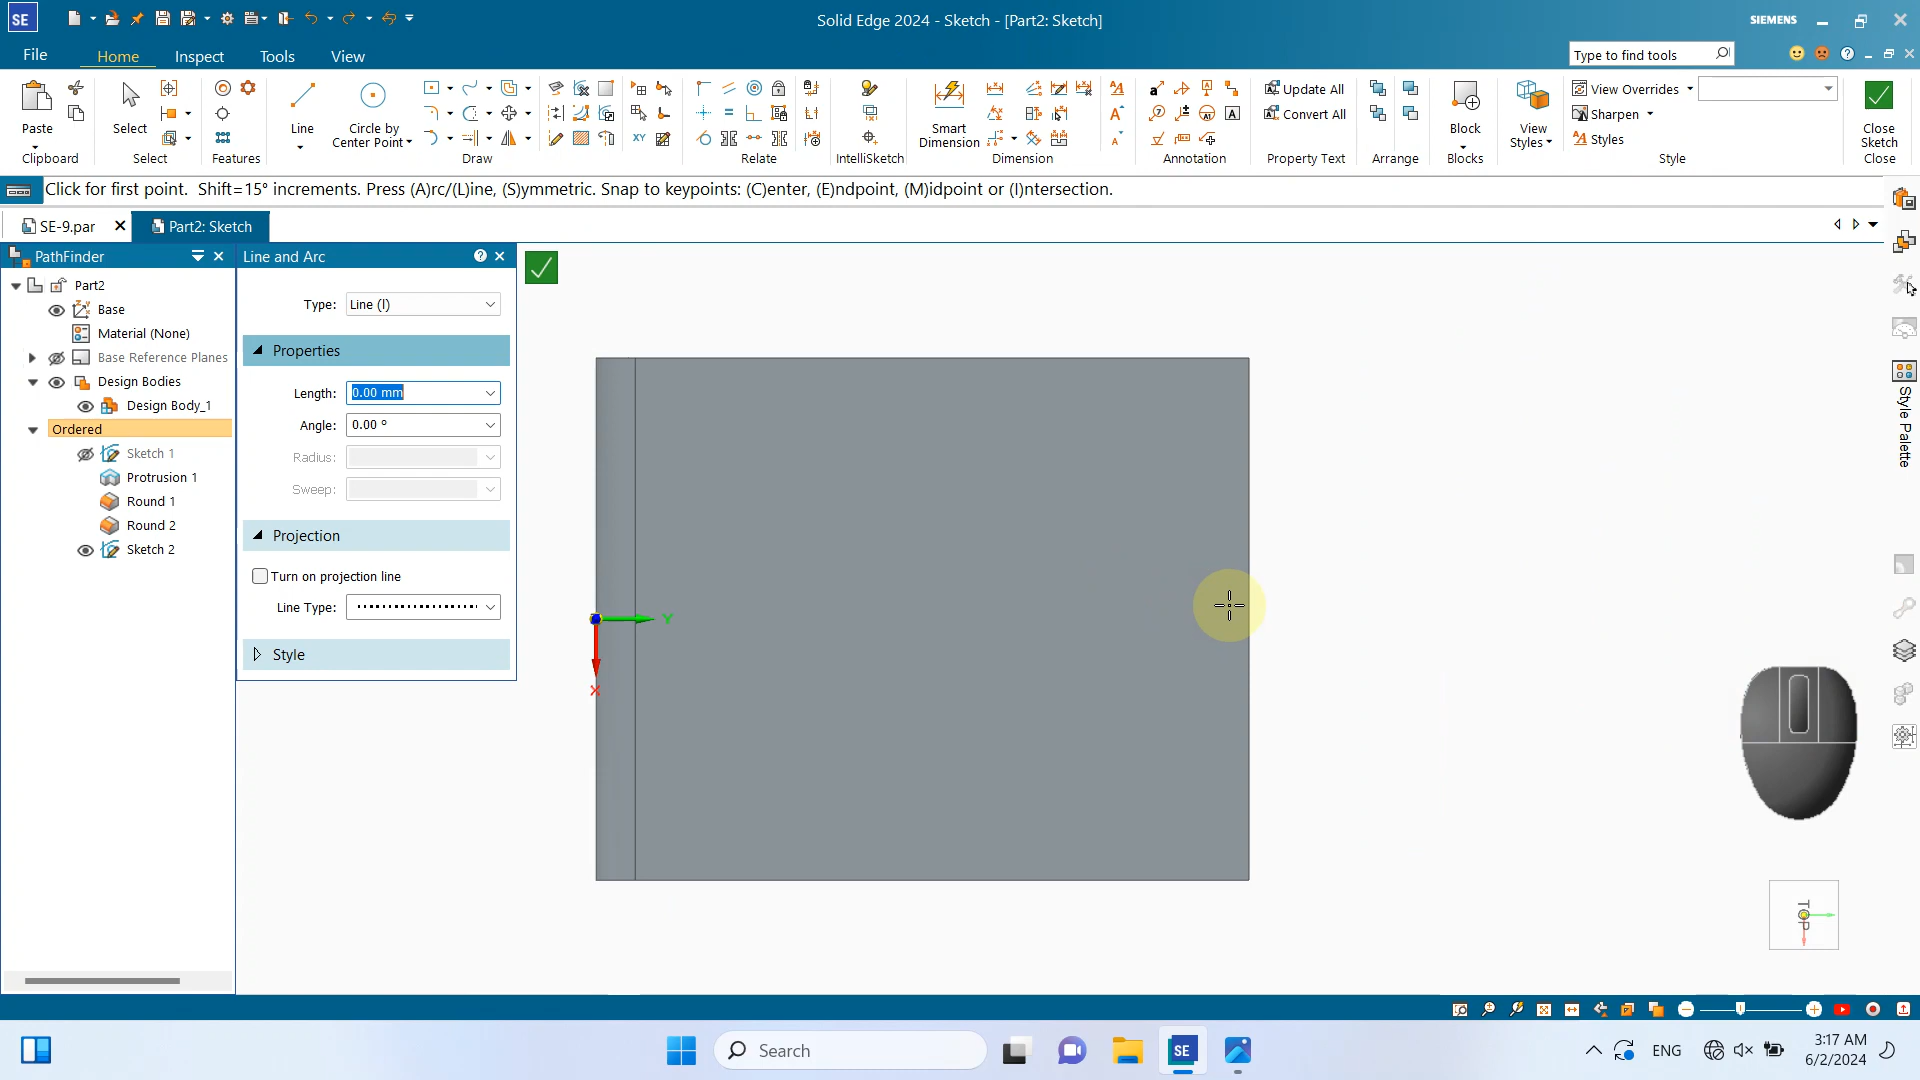 SE
Solid Edge 2024 - Sketch - [Part2: Sketch]
SIEMENS
File
Home
Inspect
Tools
View
Type to find tools
Paste
Clipboard
Select
Select
Features
Line
Circle by
Center Point
Draw
XY
Relate
IntelliSketch
Smart
Dimension
Dimension
Annotation
Update All
Convert All
Property Text
Arrange
Block
Blocks
View
Styles
View Overrides
Sharpen
Styles
Style
Close
Sketch
Close
Click for first point.  Shift=15° increments. Press (A)rc/(L)ine, (S)ymmetric. Snap to keypoints: (C)enter, (E)ndpoint, (M)idpoint or (I)ntersection.
SE-9.par
Part2: Sketch
PathFinder
Part2
Base
Material (None)
Base Reference Planes
Design Bodies
Design Body_1
Ordered
Sketch 1
Protrusion 1
Round 1
Round 2
Sketch 2
Line and Arc
Type: Line (l)
Properties
Length: 0.00 mm
Angle: 0.00 °
Radius:
Sweep:
Projection
Turn on projection line
Line Type:
Style
Y
X
Style Palette
TOP
Search
SE
ENG
3:17 AM
6/2/2024